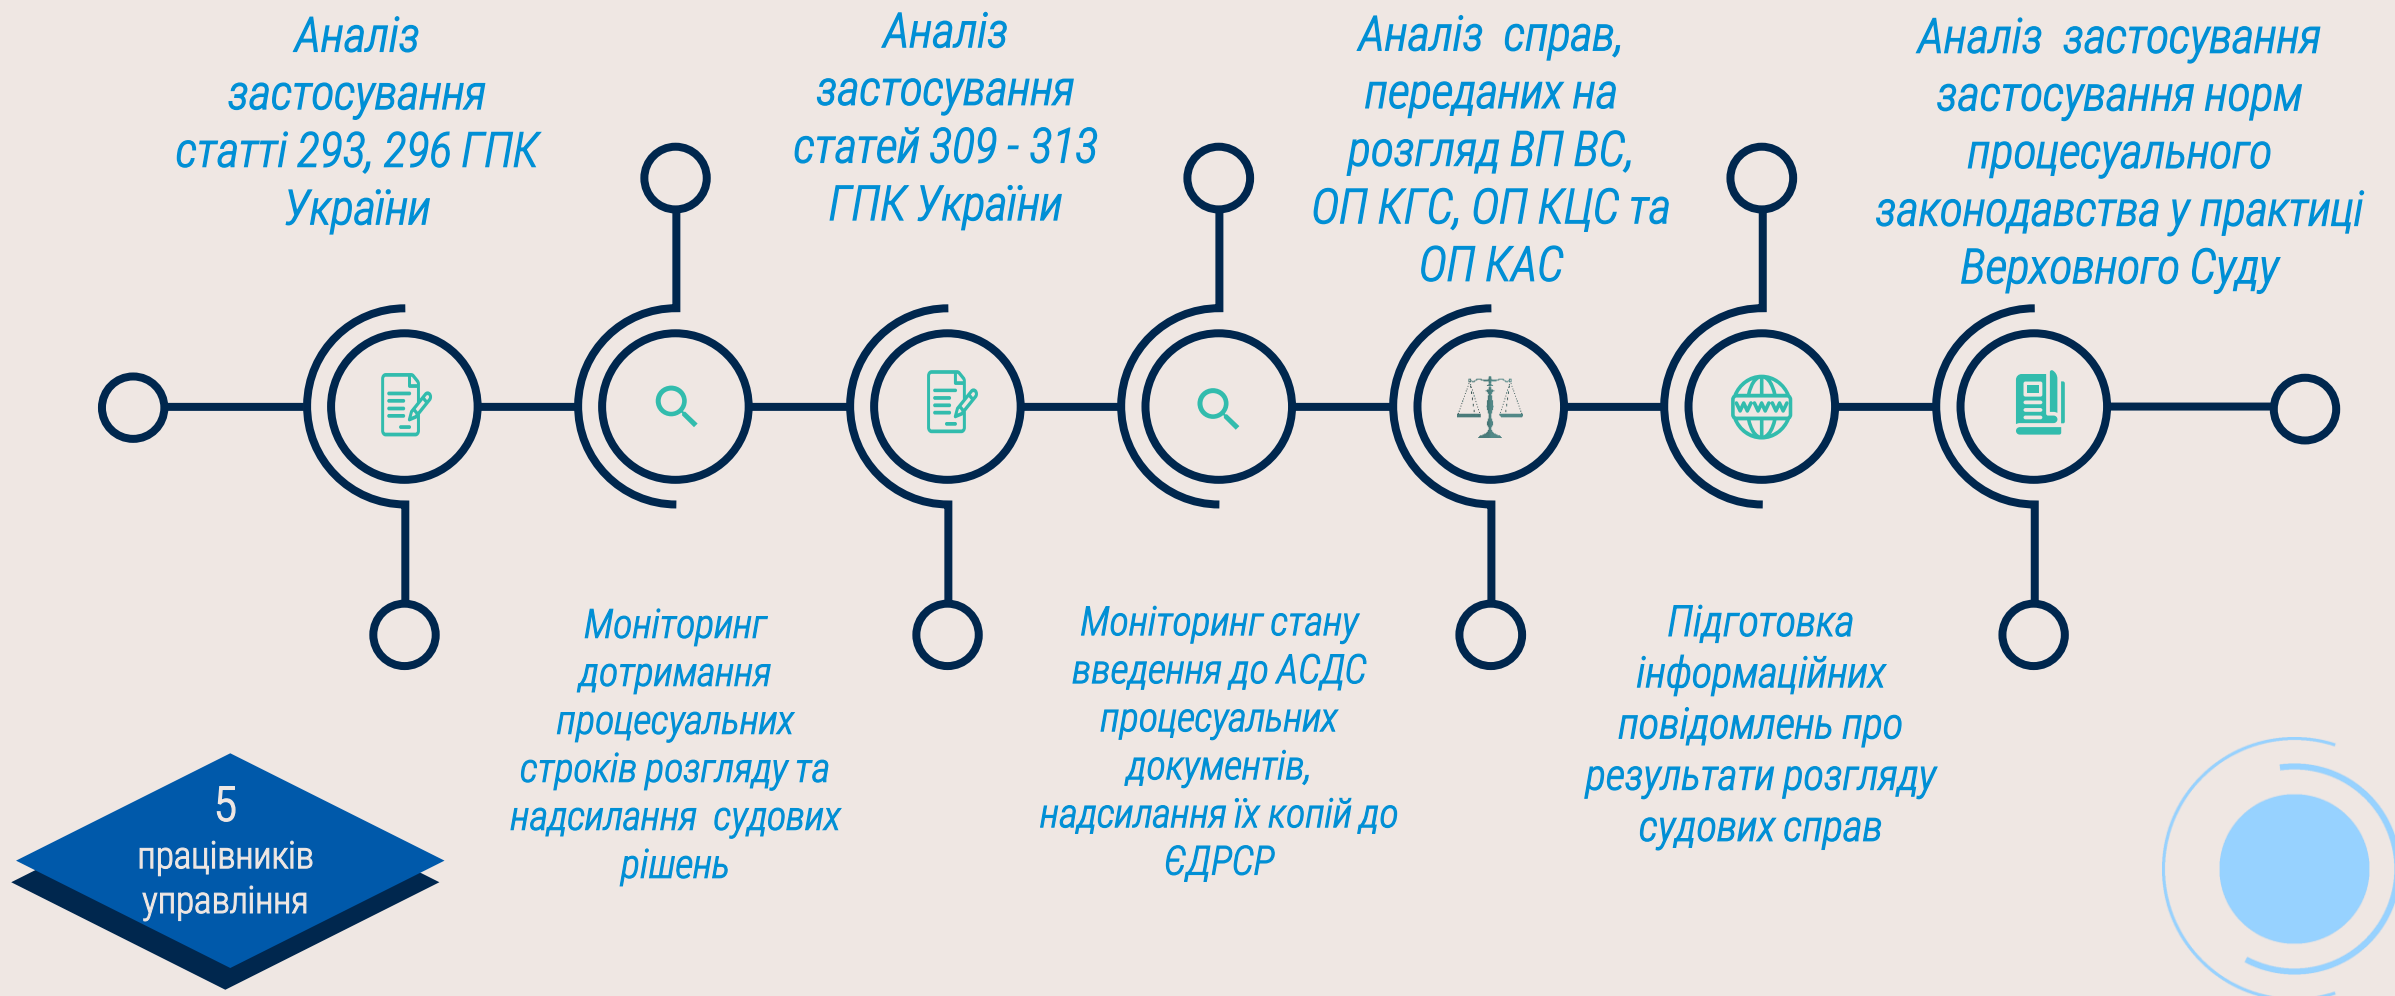 Аналіз
застосування
статті 293, 296 ГПК
України
Моніторинг
дотримання
процесуальних
строків розгляду та
надсилання судових
рішень
Аналіз
застосування
статей 309 - 313
ГПК України
Моніторинг стану
введення до АСДС
процесуальних
документів,
надсилання їх копій до
ЄДРСР
Аналіз справ,
переданих на
розгляд ВП ВС,
ОП КГС, ОП КЦС та
ОП КАС
Підготовка
інформаційних
повідомлень про
результати розгляду
судових справ
Аналіз застосування
застосування норм
процесуального
законодавства у практиці
Верховного Суду
5
працівників
управління